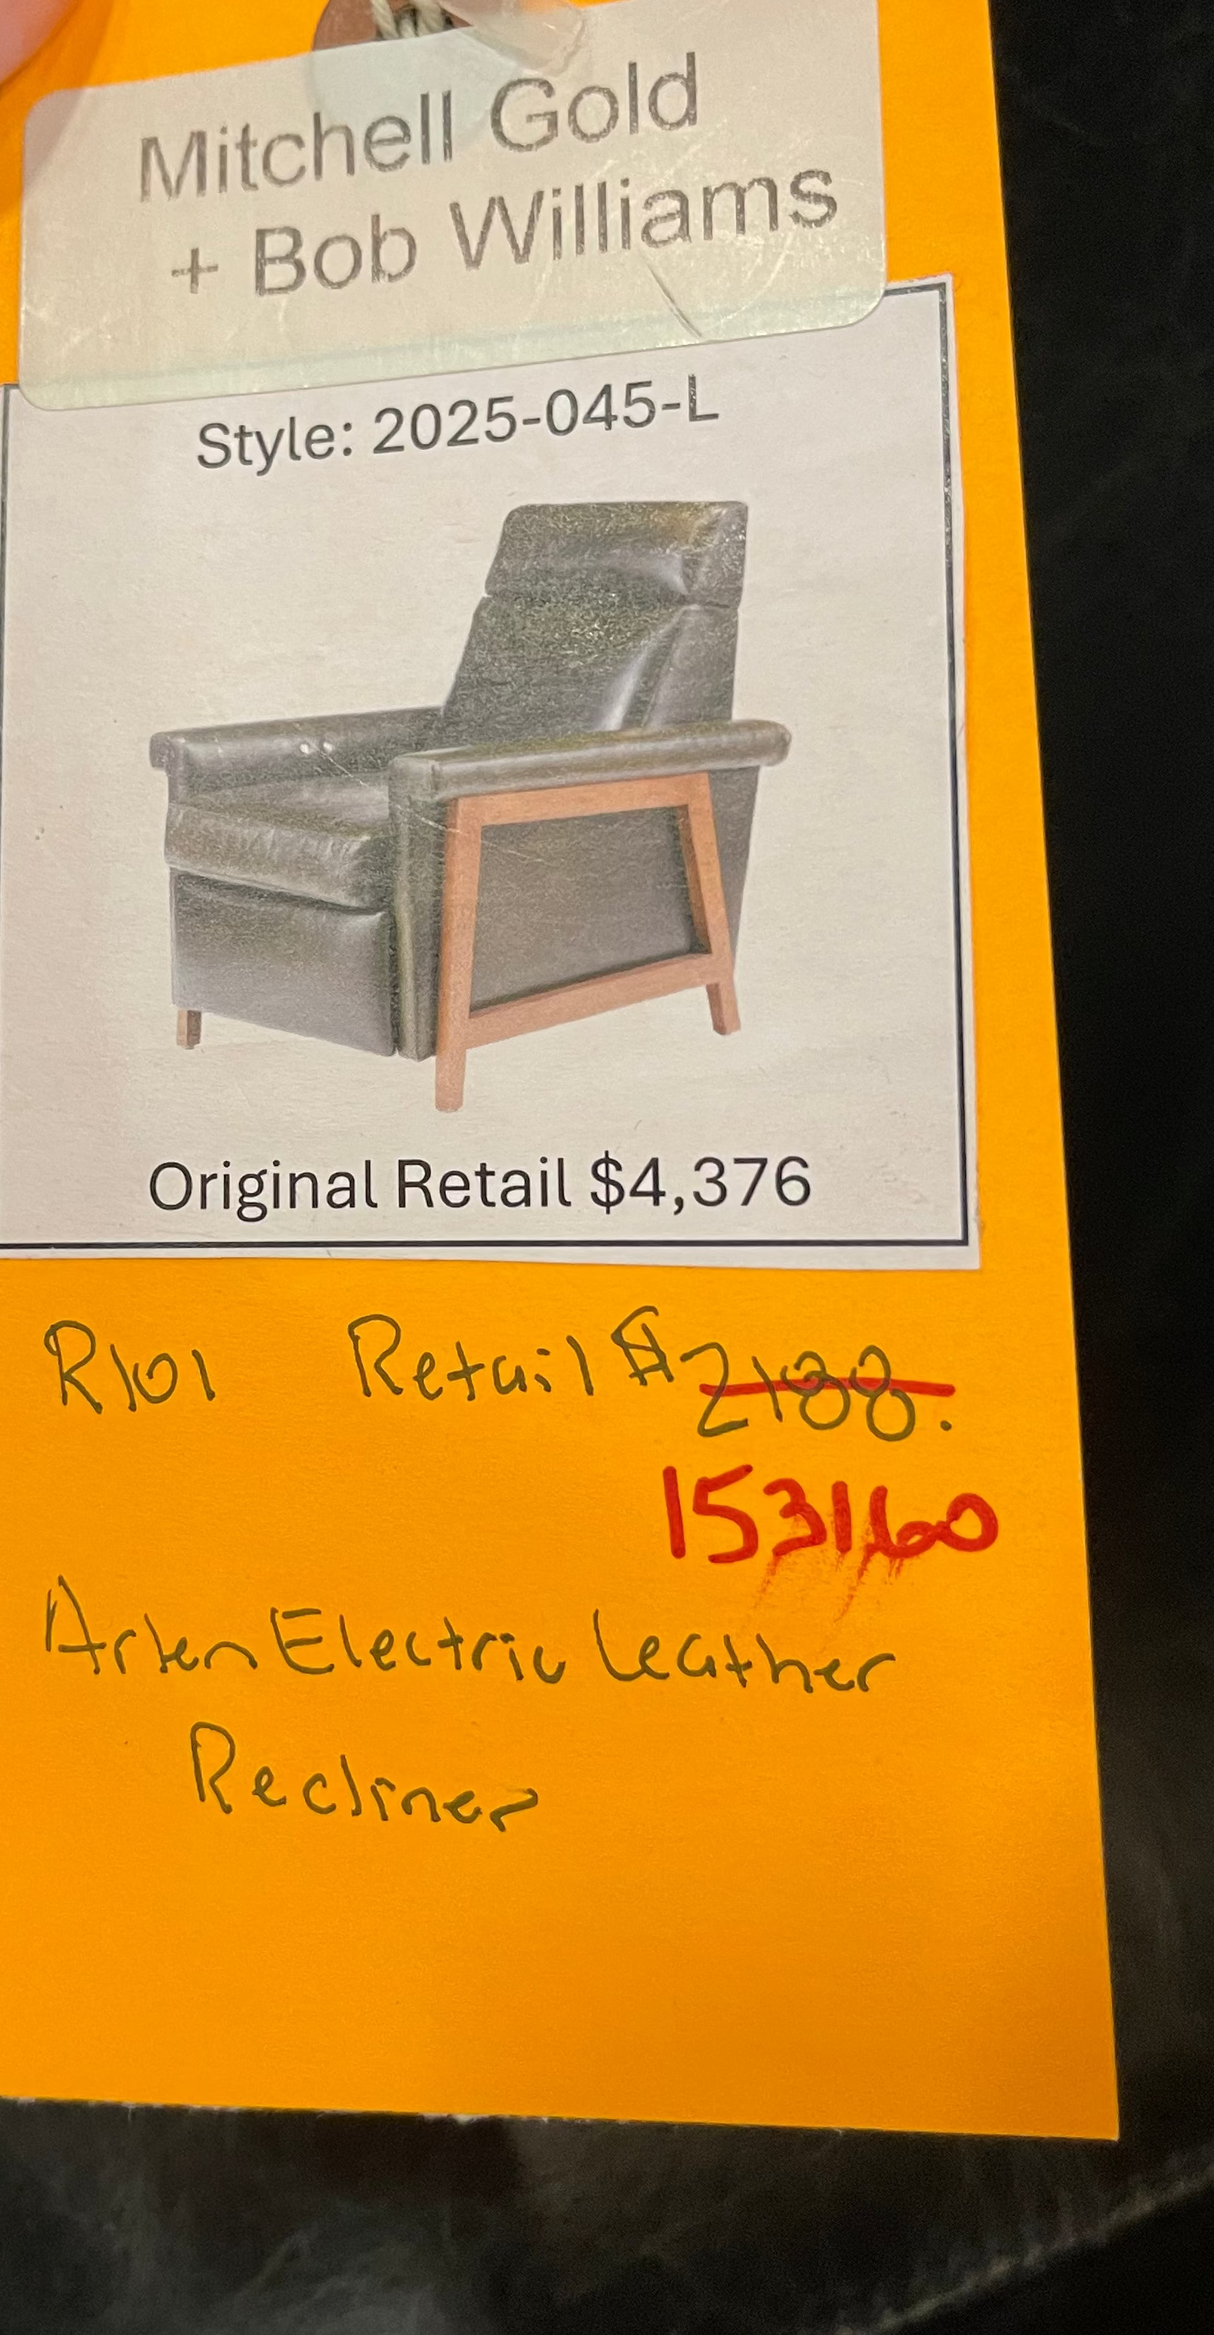 Mitchell Gold
+ Bob Williams
Style: 2025-045-L
Original Retail $4,376
R101 Retail $2188.
1531.60
Arlen Electric Leather
Recliner